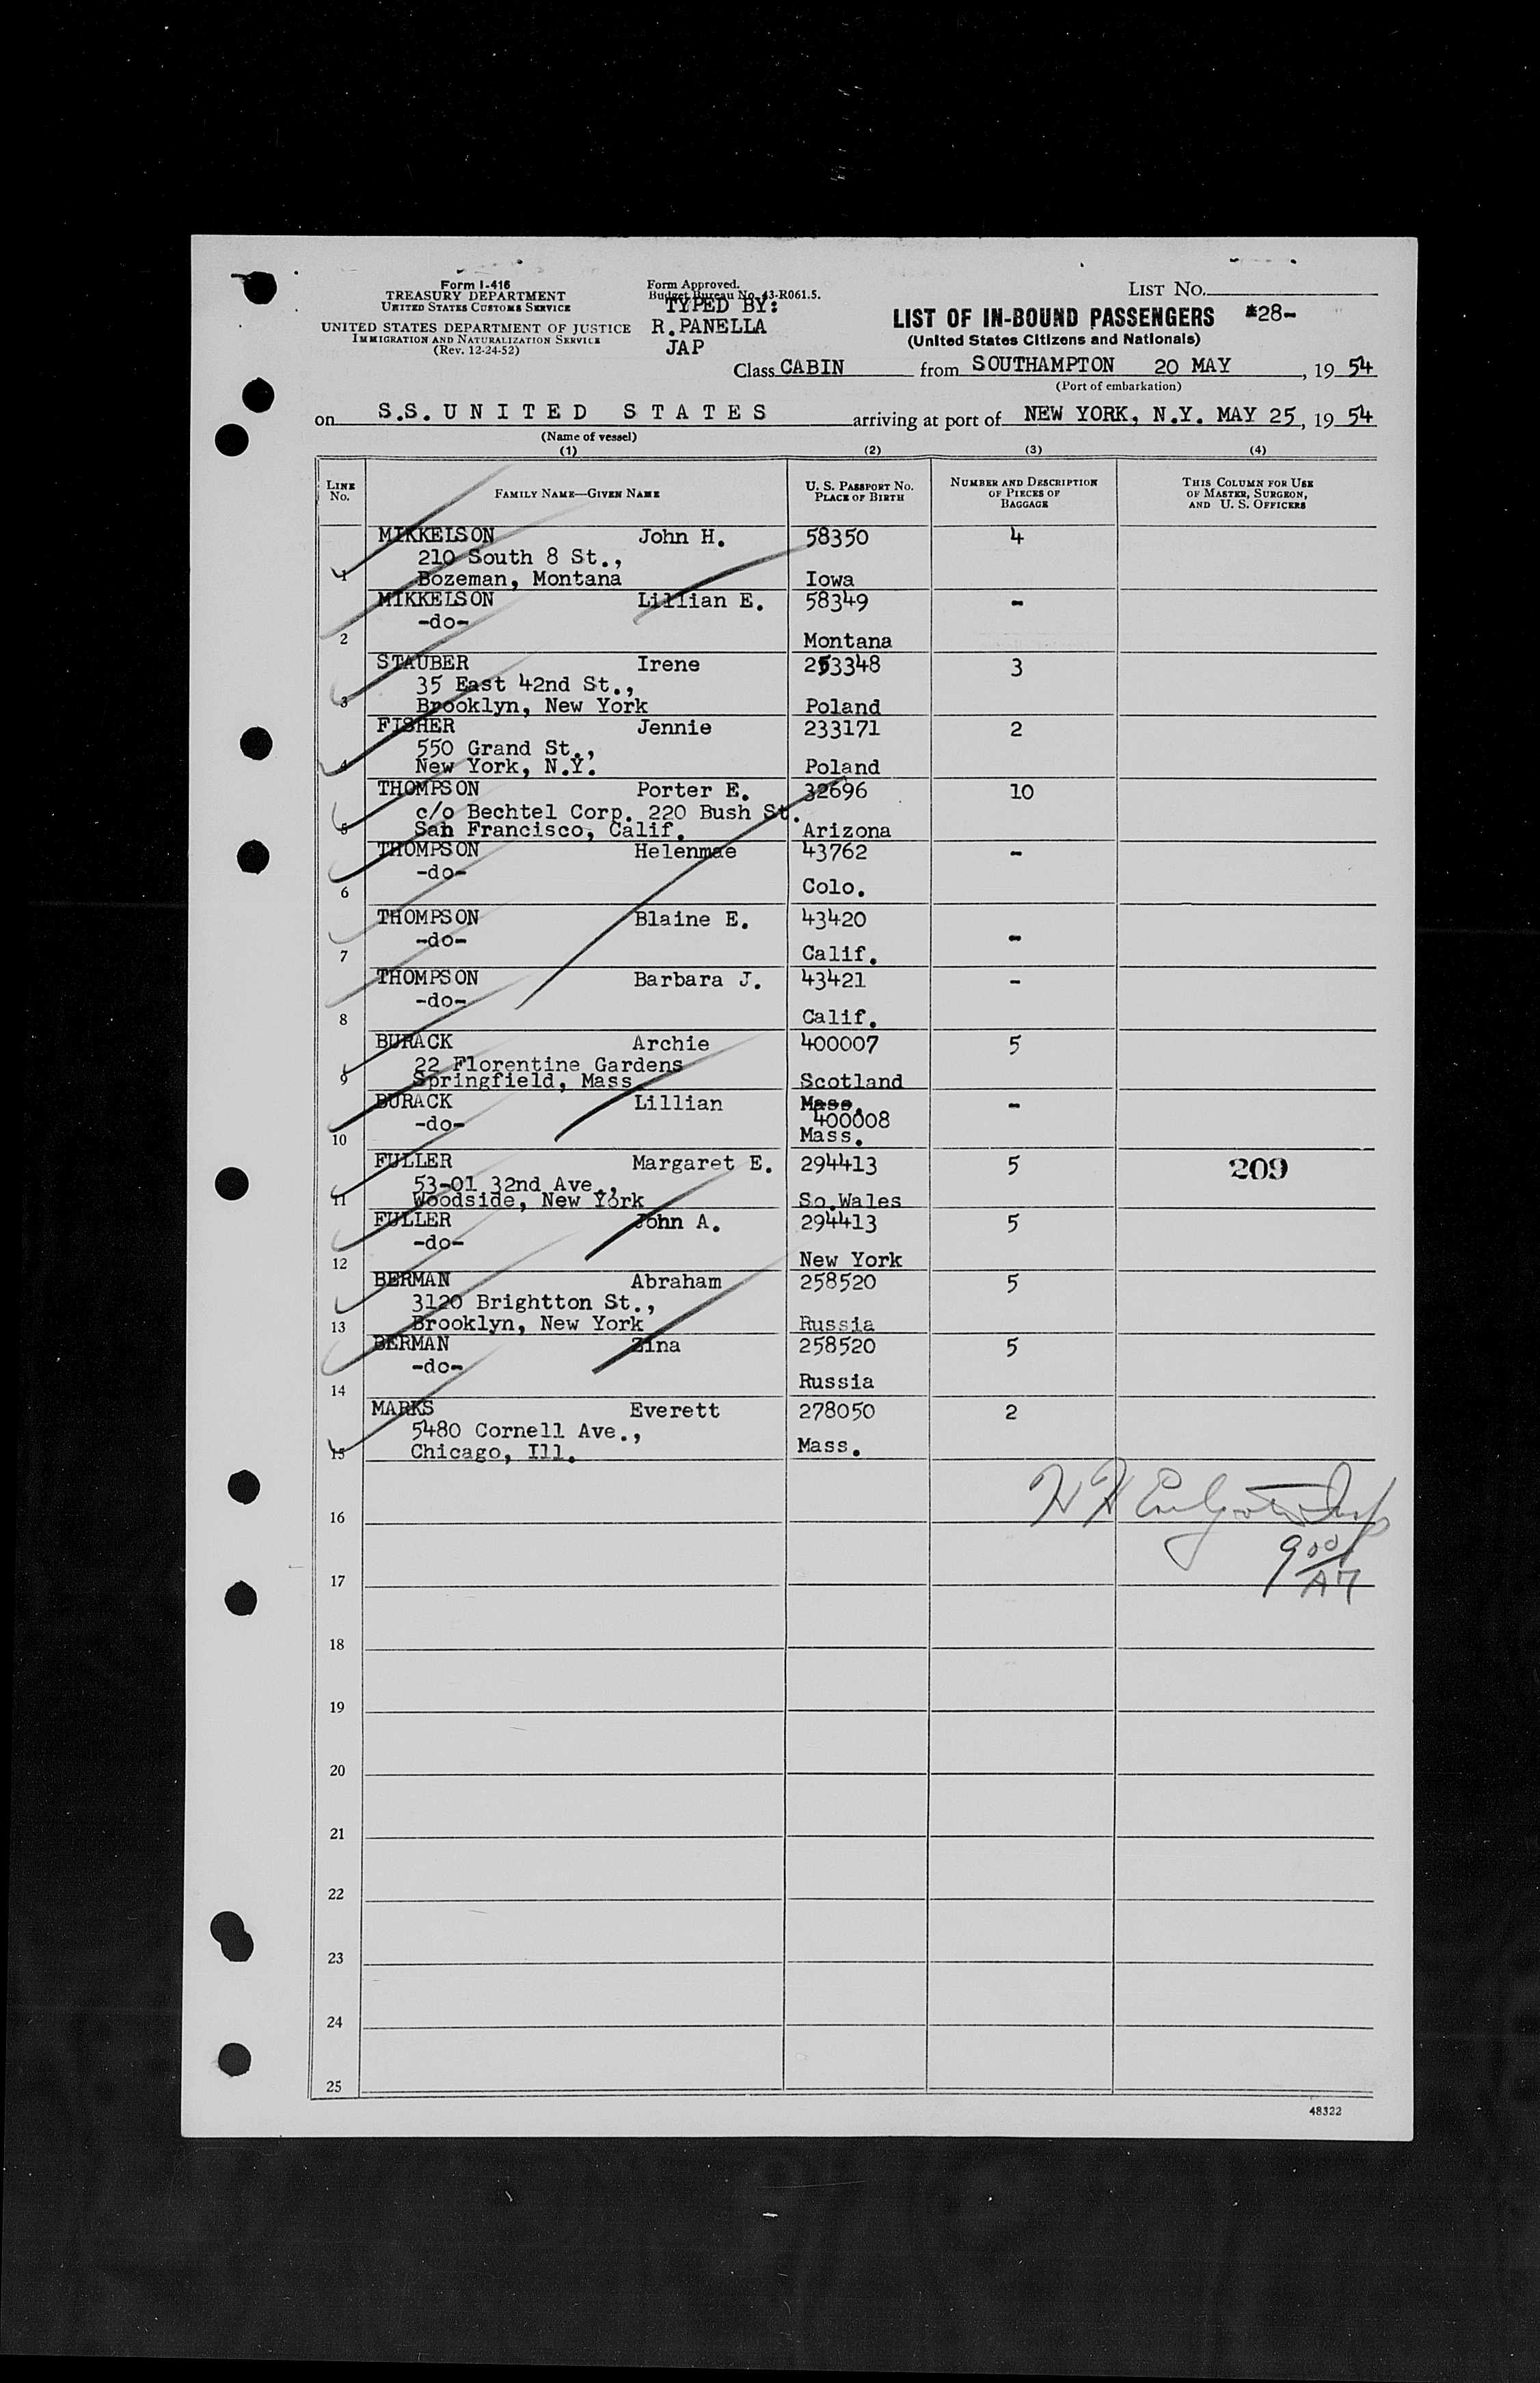 Form I-416
TREASURY DEPARTMENT
UNITED STATES CUSTOMS SERVICE
UNITED STATES DEPARTMENT OF JUSTICE
IMMIGRATION AND NATURALIZATION SERVICE
(Rev. 12-24-52)
Form Approved.
Budget Bureau No. 43-R061.5.
TYPED BY:
R.PANELLA
JAP
LIST NO.
LIST OF IN-BOUND PASSENGERS *28-
(United States Citizens and Nationals)
Class CABIN from SOUTHAMPTON 20 MAY , 19 54
(Port of embarkation)
on S.S. U N I T E D S T A T E S arriving at port of NEW YORK, N.Y. MAY 25, 19 54
(Name of vessel)
(1) (2) (3) (4)
LINE No. FAMILY NAME—GIVEN NAME U. S. PASSPORT NO. PLACE OF BIRTH NUMBER AND DESCRIPTION OF PIECES OF BAGGAGE THIS COLUMN FOR USE OF MASTER, SURGEON, AND U. S. OFFICERS
MIKKELSON John H. 58350 4
210 South 8 St.,
1 Bozeman, Montana Iowa
MIKKELSON Lillian E. 58349 -
-do-
2 Montana
STAUBER Irene 253348 3
35 East 42nd St.,
3 Brooklyn, New York Poland
FISHER Jennie 233171 2
550 Grand St.,
4 New York, N.Y. Poland
THOMPSON Porter E. 32696 10
c/o Bechtel Corp. 220 Bush St.
5 San Francisco, Calif. Arizona
THOMPSON Helenmae 43762 -
-do-
6 Colo.
THOMPSON Blaine E. 43420
-do- -
7 Calif.
THOMPSON Barbara J. 43421 -
-do-
8 Calif.
BURACK Archie 400007 5
22 Florentine Gardens
9 Springfield, Mass Scotland
BURACK Lillian Mass. -
-do- 400008
10 Mass.
FULLER Margaret E. 294413 5 209
53-01 32nd Ave.,
11 Woodside, New York So.Wales
FULLER John A. 294413 5
-do-
12 New York
BERMAN Abraham 258520 5
3120 Brightton St.,
13 Brooklyn, New York Russia
BERMAN Zina 258520 5
-do-
14 Russia
MARKS Everett 278050 2
5480 Cornell Ave.,
15 Chicago, Ill. Mass.
16
900
17
18
19
20
21
22
23
24
25
48322